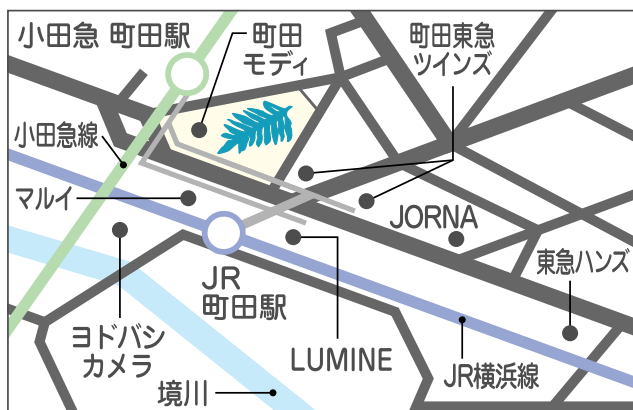 小田急 町田駅
町田
モディ
町田東急
ツインズ
小田急線
マルイ
JORNA
東急ハンズ
JR
町田駅
ヨドバシ
カメラ
LUMINE
JR横浜線
境川